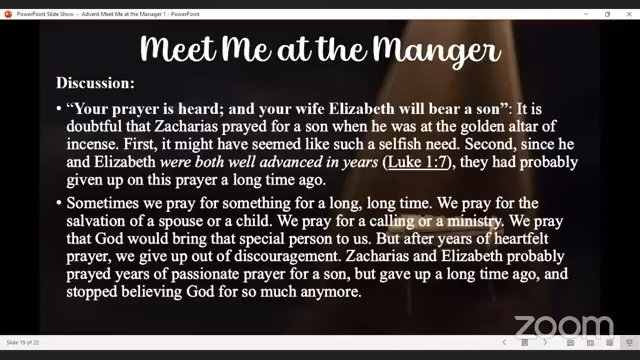 PowerPoint Slide Show - Advent Meet Me at the Manager 1 - PowerPoint
Meet Me at the Manger
Discussion:
• “Your prayer is heard; and your wife Elizabeth will bear a son”: It is
doubtful that Zacharias prayed for a son when he was at the golden altar of
incense. First, it might have seemed like such a selfish need. Second, since he
and Elizabeth were both well advanced in years (Luke 1:7), they had probably
given up on this prayer a long time ago.
• Sometimes we pray for something for a long, long time. We pray for the
salvation of a spouse or a child. We pray for a calling or a ministry. We pray
that God would bring that special person to us. But after years of heartfelt
prayer, we give up out of discouragement. Zacharias and Elizabeth probably
prayed years of passionate prayer for a son, but gave up a long time ago, and
stopped believing God for so much anymore.
zoom
Slide 19 of 22